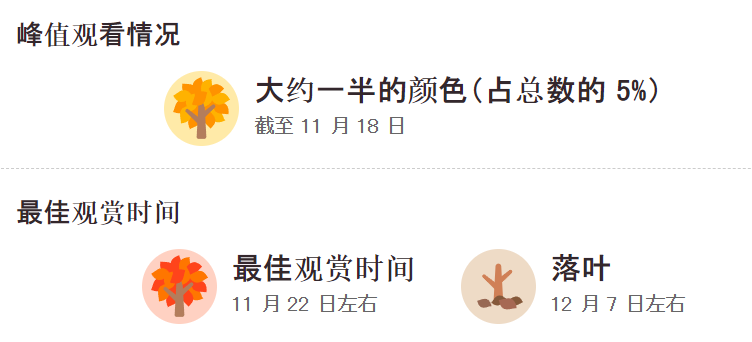 峰值观看情况
大约一半的颜色(占总数的 5%)
截至 11 月 18 日
最佳观赏时间
最佳观赏时间
11 月 22 日左右
落叶
12 月 7 日左右